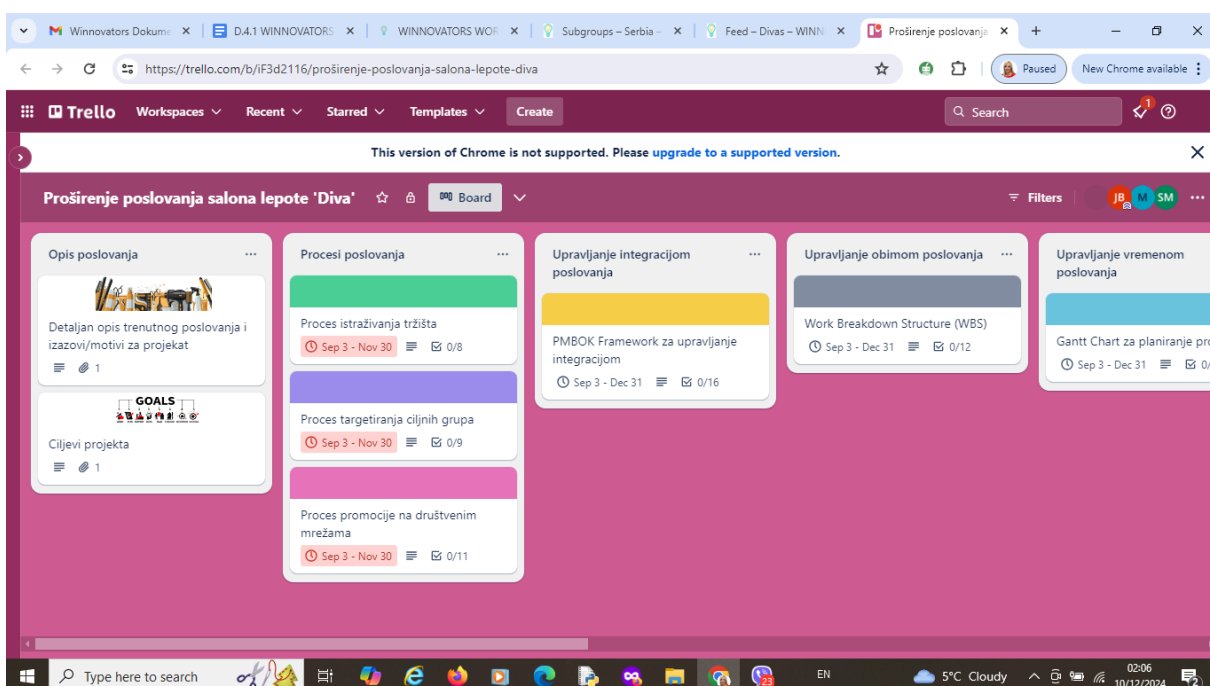 Winnovators Dokume
D.4.1 WINNOVATORS
WINNOVATORS WOR
Subgroups – Serbia –
Feed – Divas – WINN
Proširenje poslovanja
https://trello.com/b/iF3d2116/proširenje-poslovanja-salona-lepote-diva
Paused
New Chrome available
Trello
Workspaces
Recent
Starred
Templates
Create
Search
1
This version of Chrome is not supported. Please upgrade to a supported version.
Proširenje poslovanja salona lepote 'Diva'
Board
Filters
JB
M
SM
Opis poslovanja
Detaljan opis trenutnog poslovanja i
izazovi/motivi za projekat
1
GOALS
Ciljevi projekta
1
Procesi poslovanja
Proces istraživanja tržišta
Sep 3 - Nov 30
0/8
Proces targetiranja ciljnih grupa
Sep 3 - Nov 30
0/9
Proces promocije na društvenim
mrežama
Sep 3 - Nov 30
0/11
Upravljanje integracijom
poslovanja
PMBOK Framework za upravljanje
integracijom
Sep 3 - Dec 31
0/16
Upravljanje obimom poslovanja
Work Breakdown Structure (WBS)
Sep 3 - Dec 31
0/12
Upravljanje vremenom
poslovanja
Gantt Chart za planiranje pro
Sep 3 - Dec 31
0/
Type here to search
23
EN
5°C Cloudy
02:06
10/12/2024
2